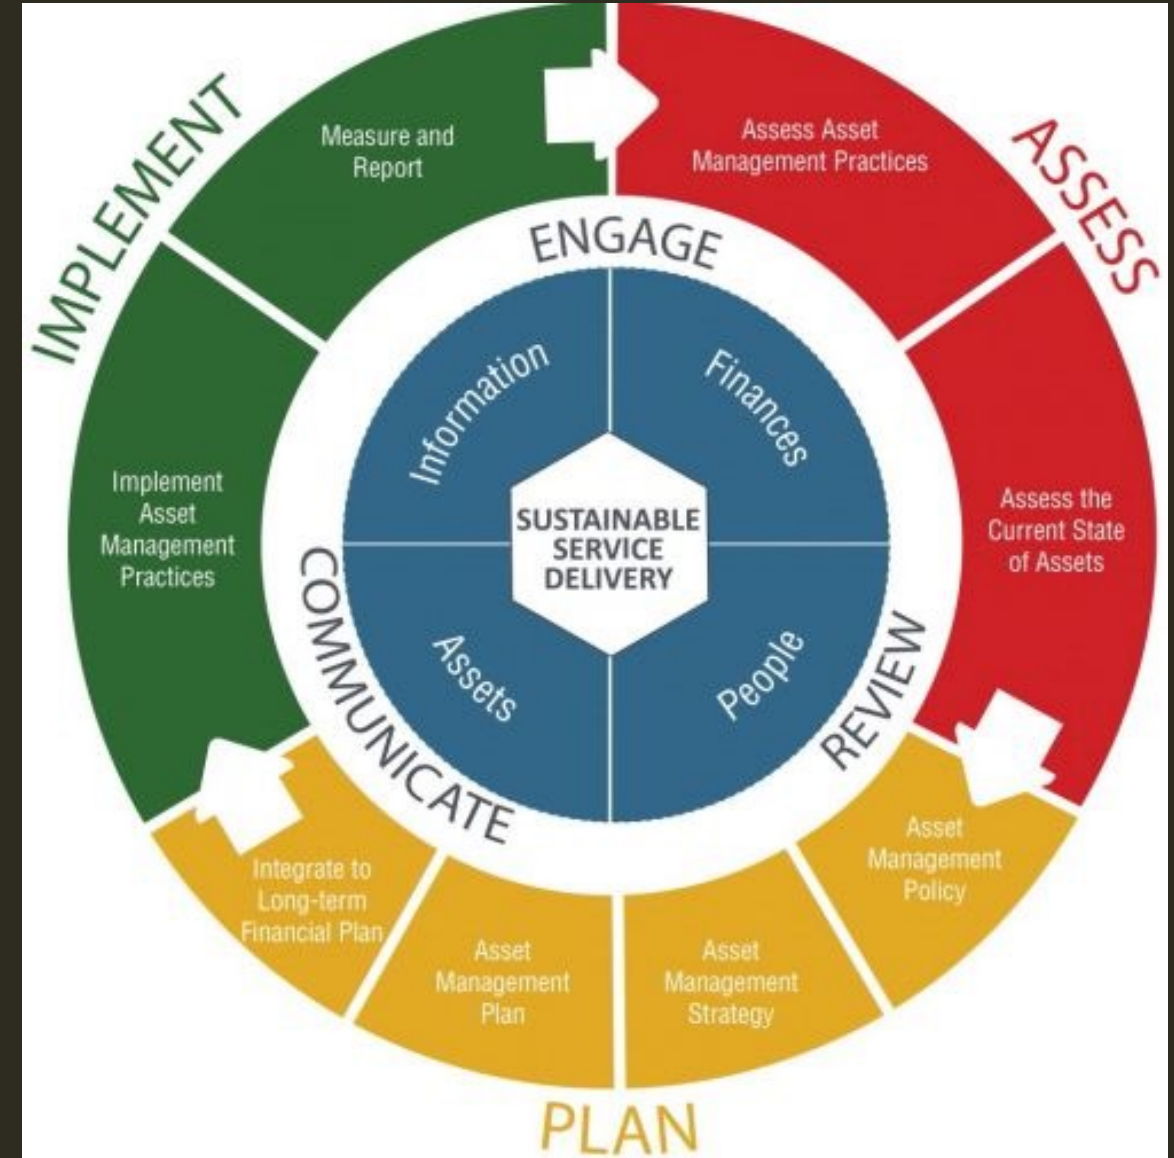 IMPLEMENT
Measure and
Report
Assess Asset
Management Practices
ASSESS
ENGAGE
Information
Finances
Implement
Asset
Management
Practices
SUSTAINABLE
SERVICE
DELIVERY
Assess the
Current State
of Assets
COMMUNICATE
Assets
People
REVIEW
Integrate to
Long-term
Financial Plan
Asset
Management
Plan
Asset
Management
Strategy
Asset
Management
Policy
PLAN